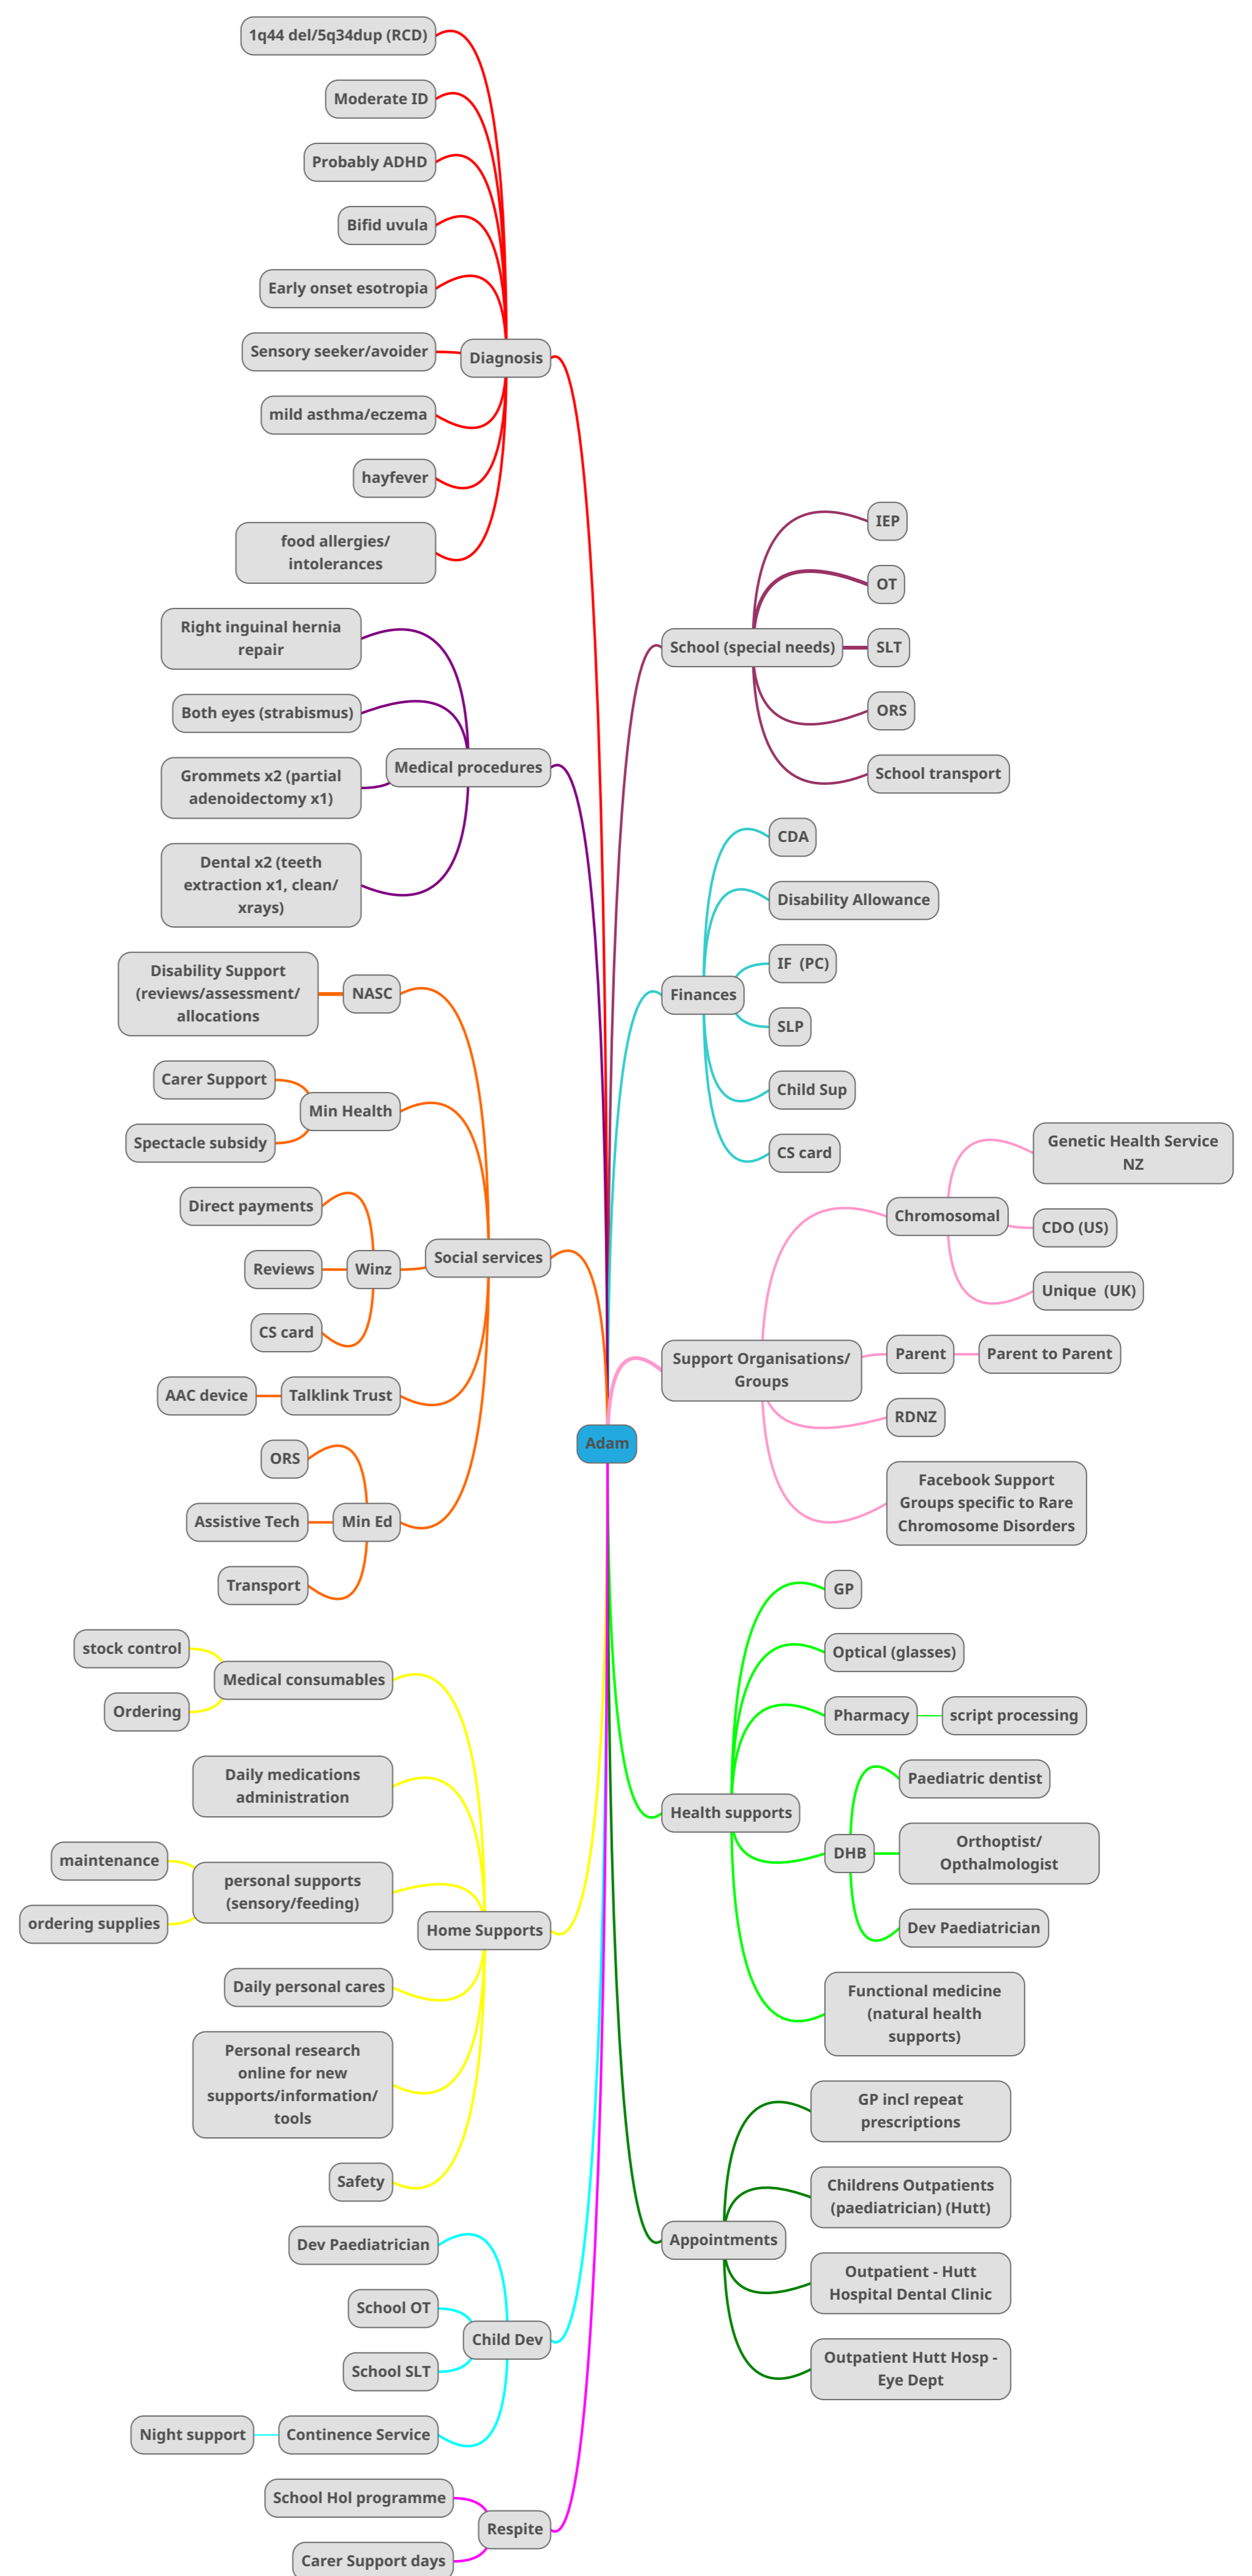 1q44 del/5q34dup (RCD)
Moderate ID
Probably ADHD
Bifid uvula
Early onset esotropia
Sensory seeker/avoider
mild asthma/eczema
hayfever
food allergies/
intolerances
Diagnosis
Right inguinal hernia
repair
Both eyes (strabismus)
Grommets x2 (partial
adenoidectomy x1)
Dental x2 (teeth
extraction x1, clean/
xrays)
Medical procedures
Disability Support
(reviews/assessment/
allocations
NASC
Carer Support
Spectacle subsidy
Min Health
Direct payments
Reviews
CS card
Winz
Social services
AAC device
Talklink Trust
ORS
Assistive Tech
Transport
Min Ed
stock control
Ordering
Medical consumables
Daily medications
administration
maintenance
ordering supplies
personal supports
(sensory/feeding)
Home Supports
Daily personal cares
Personal research
online for new
supports/information/
tools
Safety
Dev Paediatrician
School OT
School SLT
Child Dev
Night support
Continence Service
School Hol programme
Carer Support days
Respite
Adam
IEP
OT
School (special needs)
SLT
ORS
School transport
CDA
Disability Allowance
IF  (PC)
Finances
SLP
Child Sup
CS card
Genetic Health Service
NZ
Chromosomal
CDO (US)
Unique  (UK)
Support Organisations/
Groups
Parent
Parent to Parent
RDNZ
Facebook Support
Groups specific to Rare
Chromosome Disorders
GP
Optical (glasses)
Pharmacy
script processing
Health supports
Paediatric dentist
DHB
Orthoptist/
Opthalmologist
Dev Paediatrician
Functional medicine
(natural health
supports)
GP incl repeat
prescriptions
Childrens Outpatients
(paediatrician) (Hutt)
Appointments
Outpatient - Hutt
Hospital Dental Clinic
Outpatient Hutt Hosp -
Eye Dept